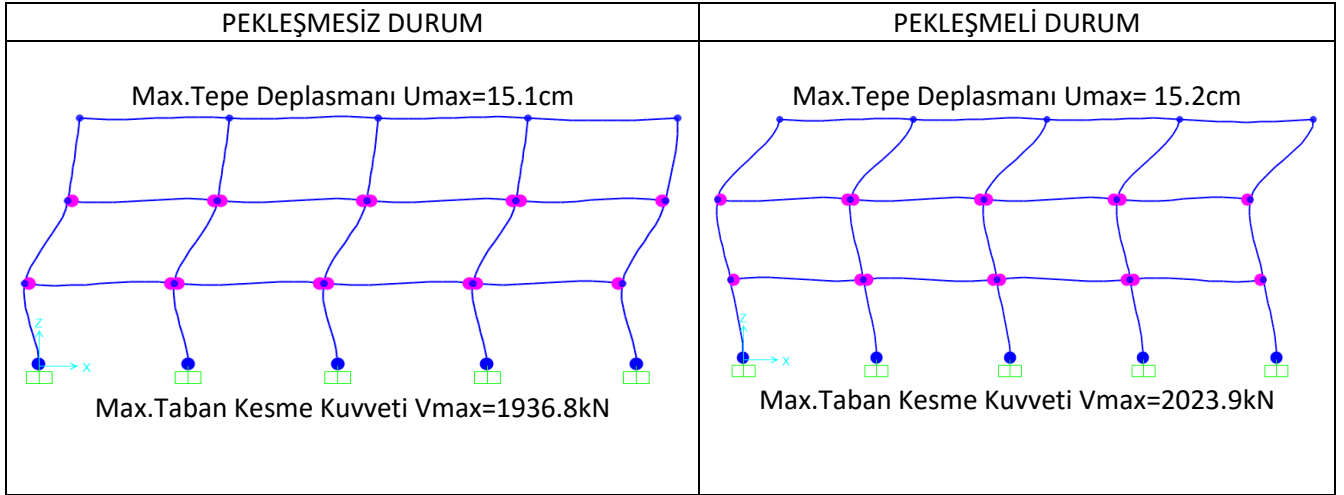 PEKLEŞMESİZ DURUM
PEKLEŞMELİ DURUM
Max.Tepe Deplasmanı Umax=15.1cm
Max.Tepe Deplasmanı Umax= 15.2cm
Z
X
Z
X
Max.Taban Kesme Kuvveti Vmax=1936.8kN
Max.Taban Kesme Kuvveti Vmax=2023.9kN